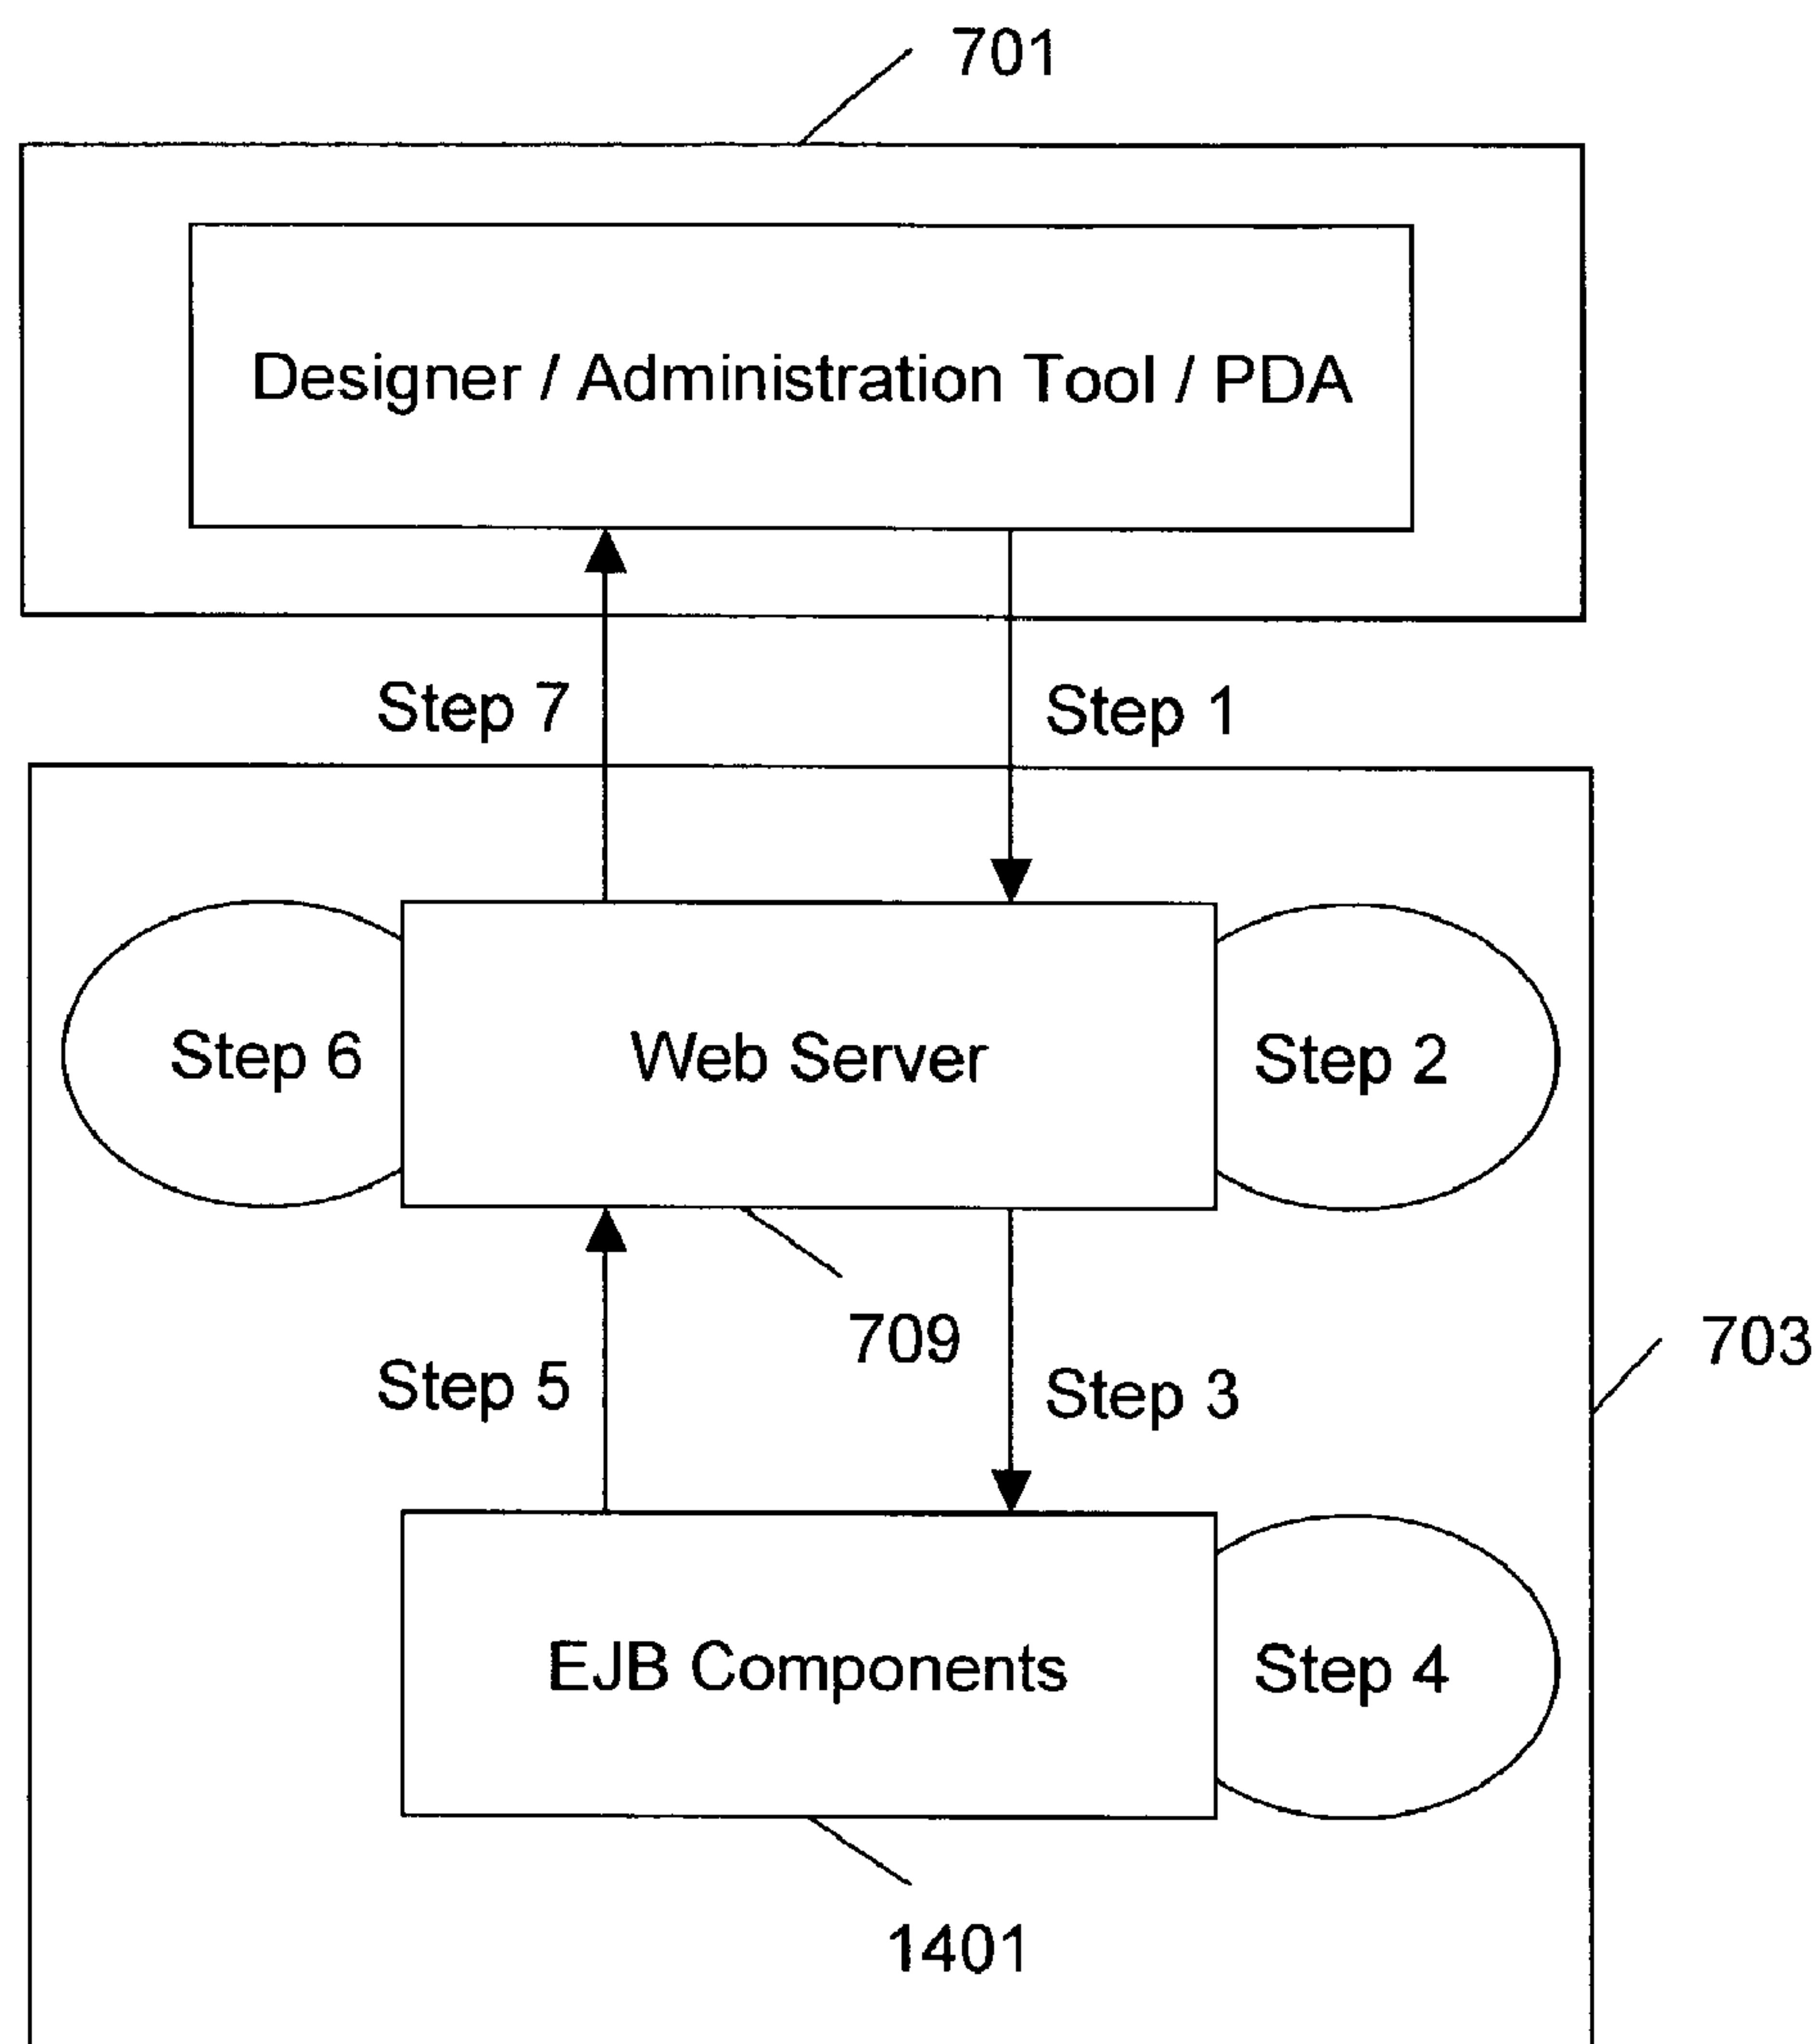 701
Designer / Administration Tool / PDA
Step 7
Step 1
Step 6
Web Server
Step 2
709
703
Step 5
Step 3
EJB Components
Step 4
1401